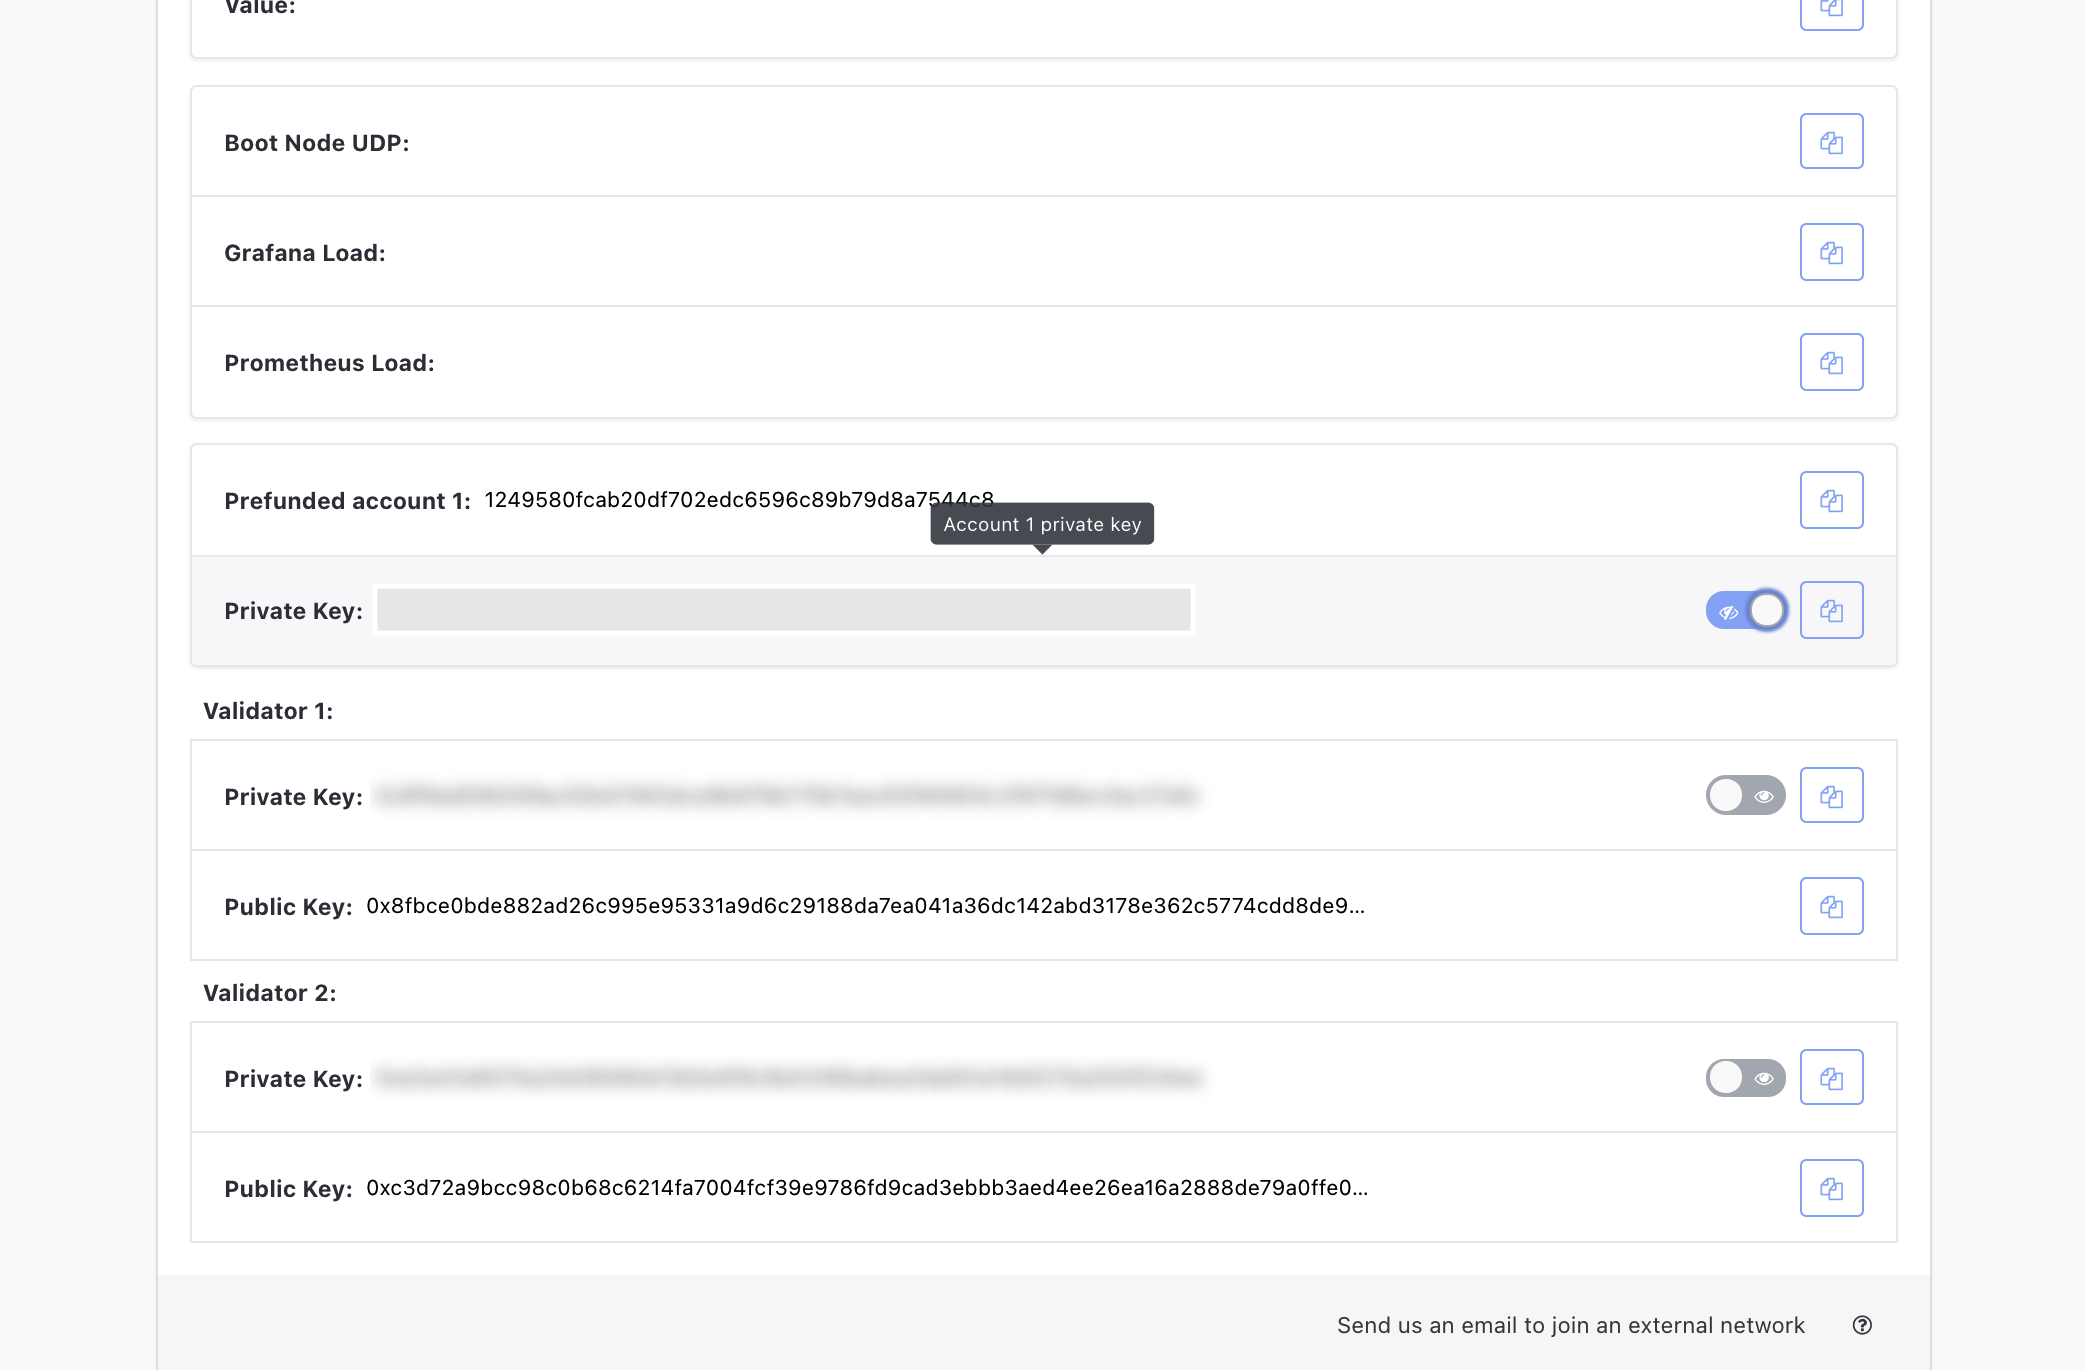 Value:
Boot Node UDP:
Grafana Load:
Prometheus Load:
Prefunded account 1: 1249580fcab20df702edc6596c89b79d8a7544c8
Account 1 private key
Private Key:
Validator 1:
Private Key:
Public Key: 0x8fbce0bde882ad26c995e95331a9d6c29188da7ea041a36dc142abd3178e362c5774cdd8de9...
Validator 2:
Private Key:
Public Key: 0xc3d72a9bcc98c0b68c6214fa7004fcf39e9786fd9cad3ebbb3aed4ee26ea16a2888de79a0ffe0...
Send us an email to join an external network